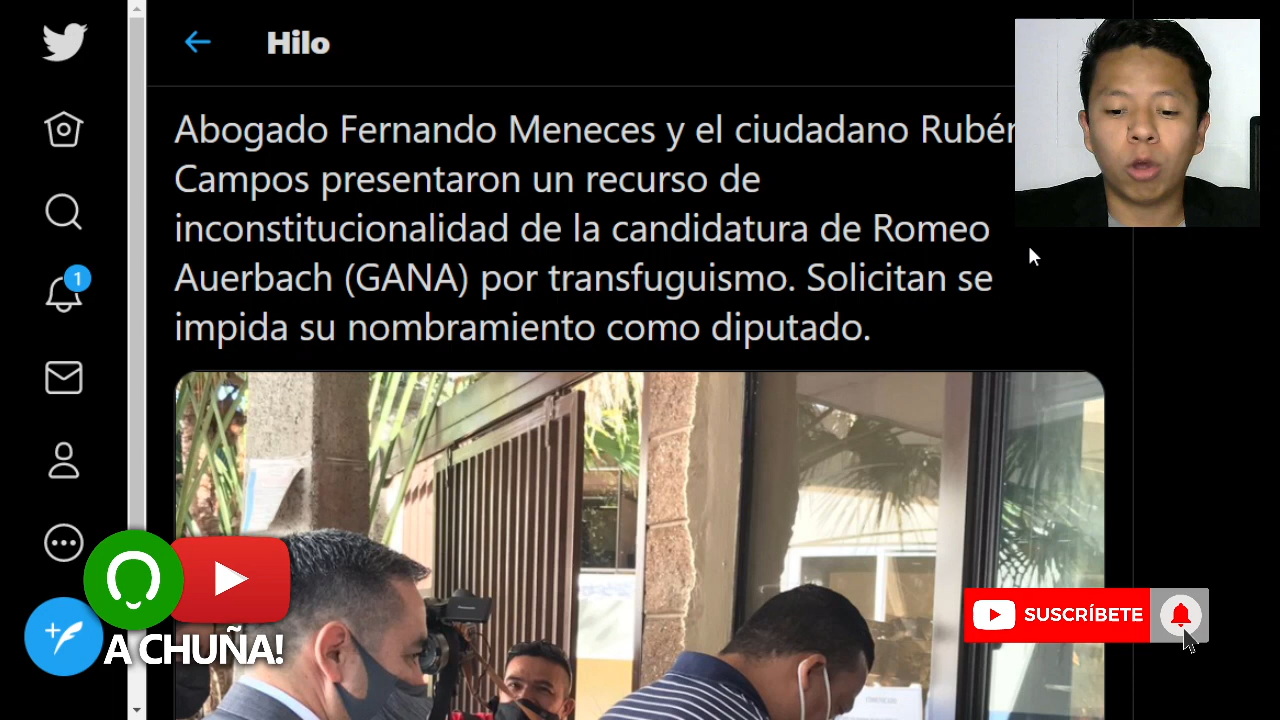 Hilo
Abogado Fernando Meneces y el ciudadano Rubén
Campos presentaron un recurso de
inconstitucionalidad de la candidatura de Romeo
Auerbach (GANA) por transfuguismo. Solicitan se
impida su nombramiento como diputado.
1
A CHUÑA!
SUSCRÍBETE